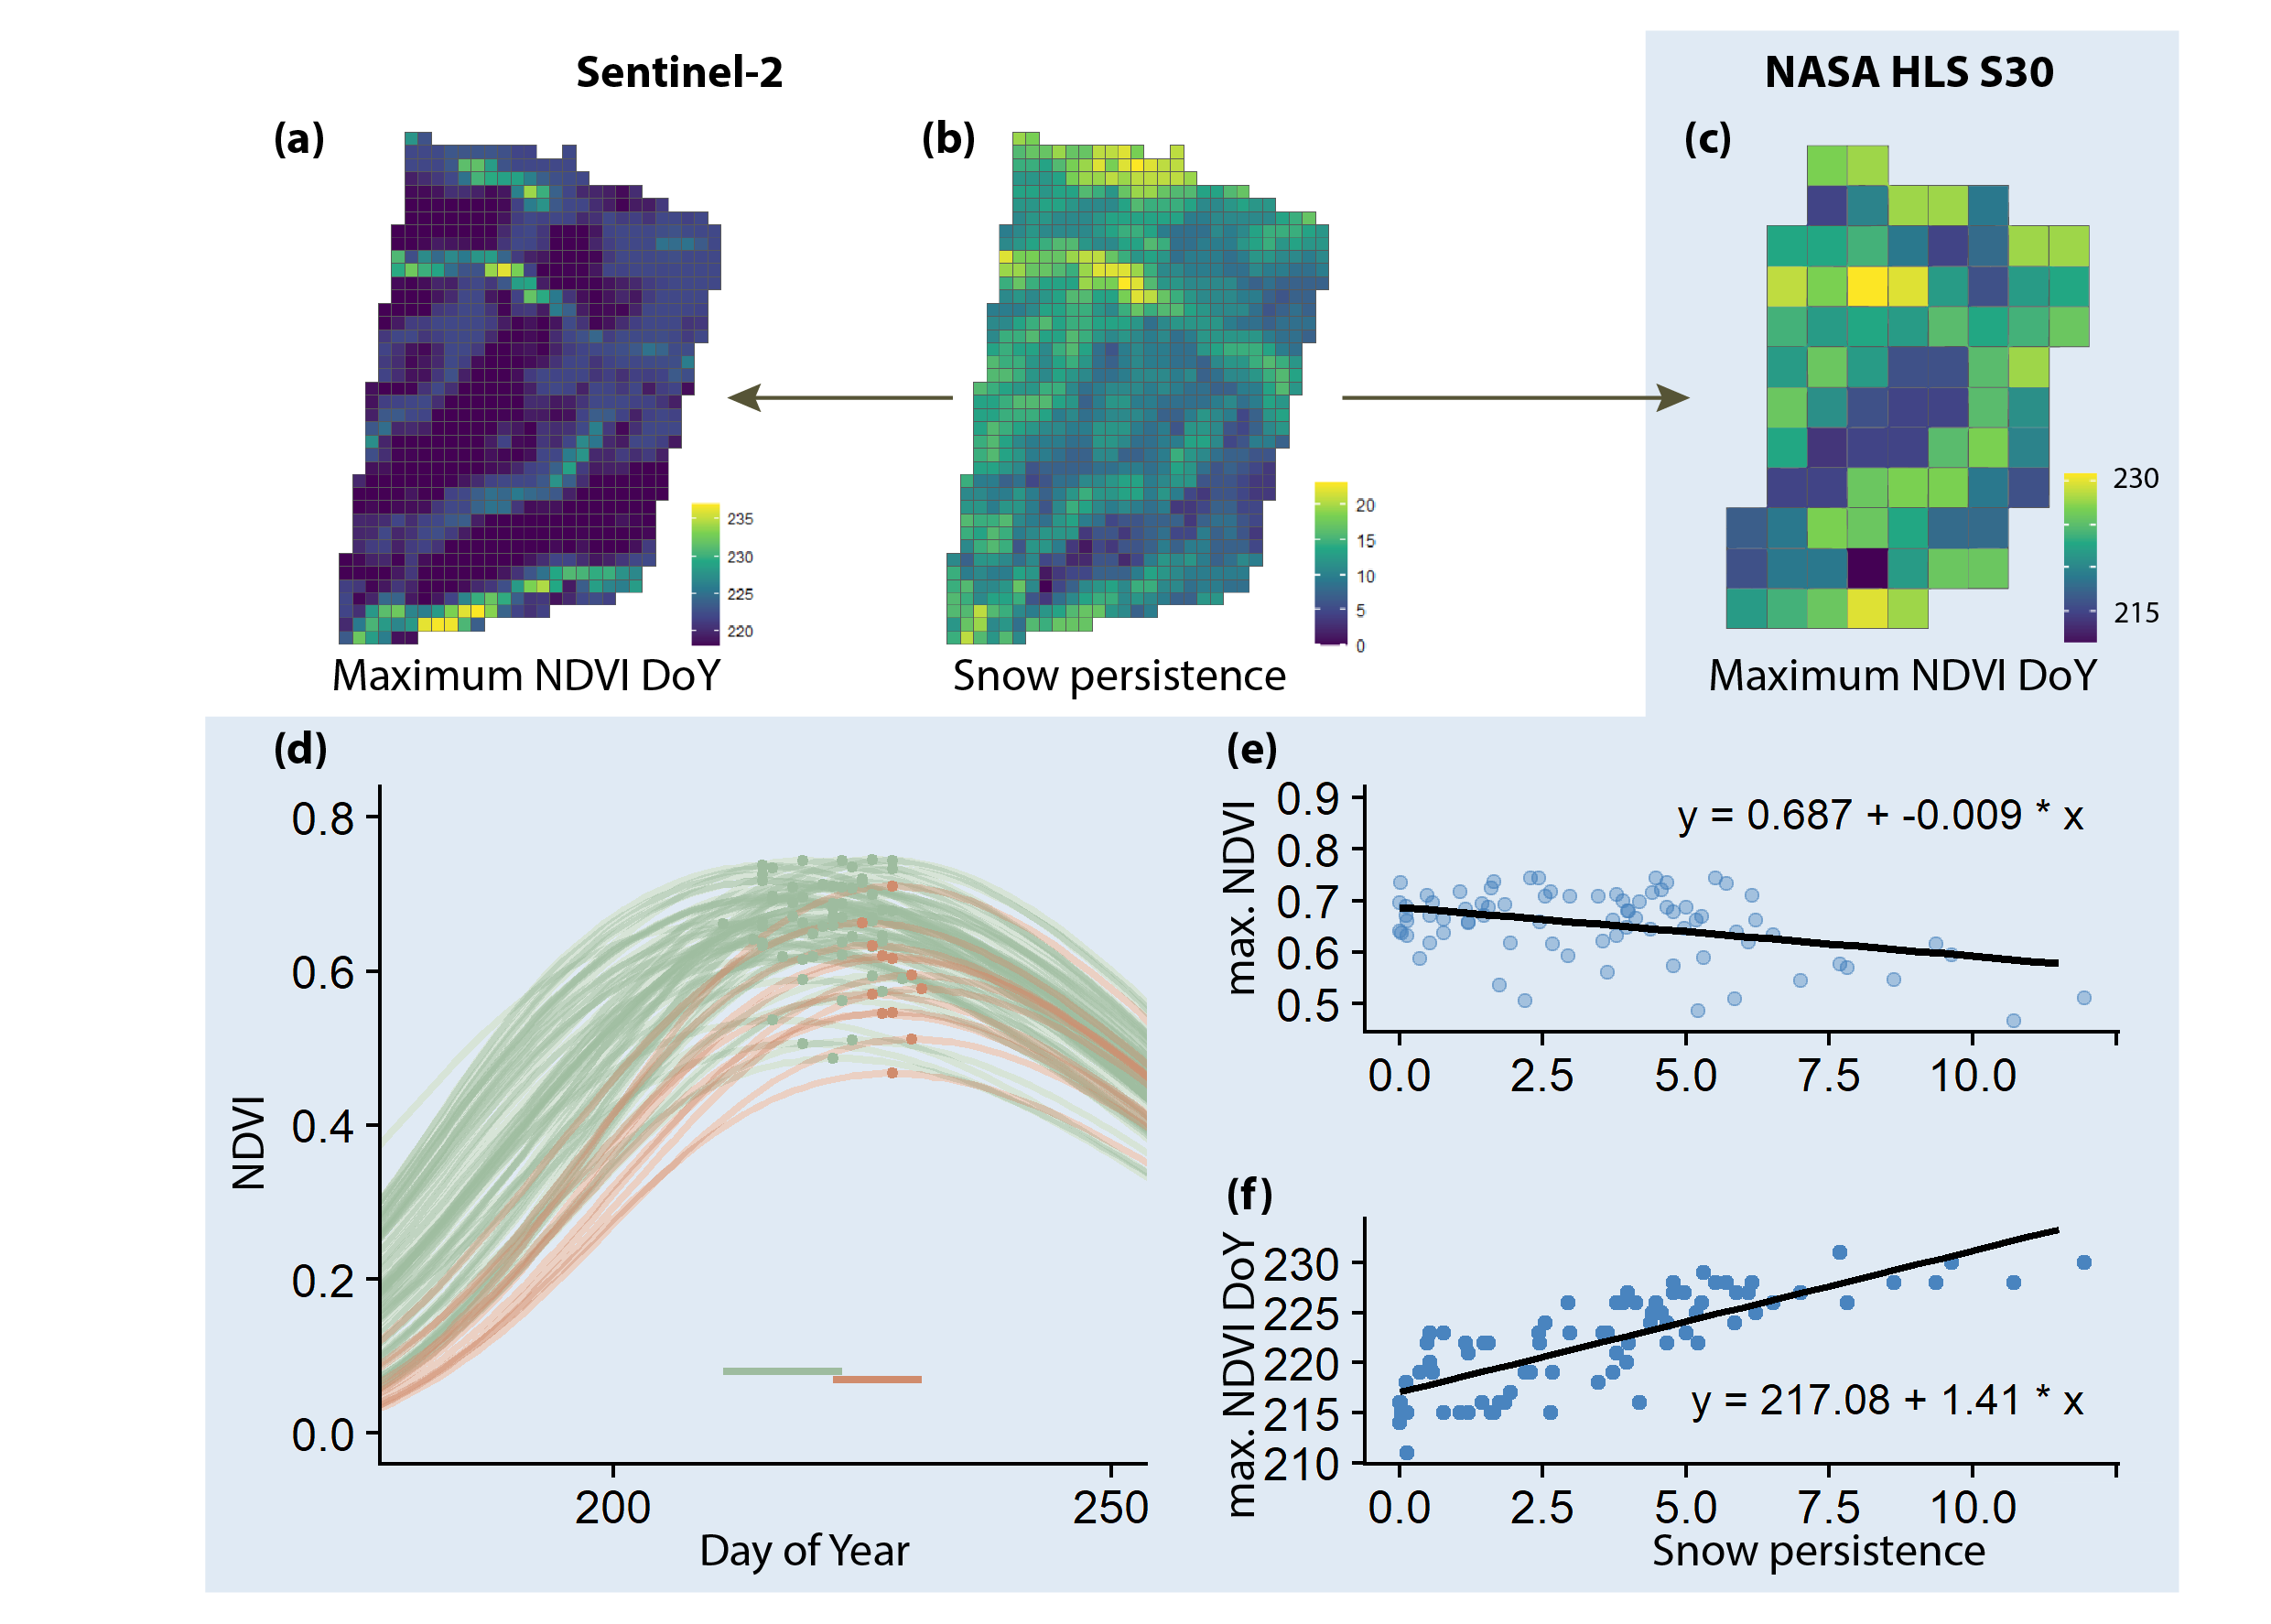 Sentinel-2
NASA HLS S30
(a)
(b)
(c)
235
230
225
220
20
15
10
5
0
230
215
Maximum NDVI DoY
Snow persistence
Maximum NDVI DoY
(d)
0.8
0.6
0.4
0.2
0.0
NDVI
200
250
Day of Year
(e)
max. NDVI
0.9
0.8
0.7
0.6
0.5
y = 0.687 + -0.009 * x
0.0 2.5 5.0 7.5 10.0
(f)
max. NDVI DoY
230
225
220
215
210
y = 217.08 + 1.41 * x
0.0 2.5 5.0 7.5 10.0
Snow persistence